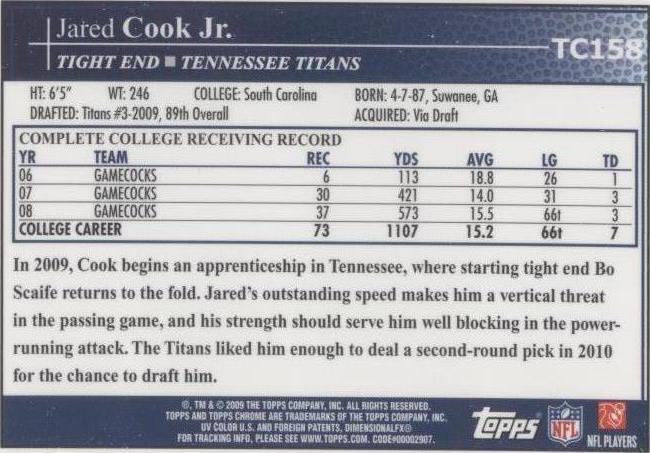 Jared Cook Jr.
TC158
TIGHT END ■ TENNESSEE TITANS
HT: 6'5" WT: 246 COLLEGE: South Carolina BORN: 4-7-87, Suwanee, GA
DRAFTED: Titans #3-2009, 89th Overall ACQUIRED: Via Draft
COMPLETE COLLEGE RECEIVING RECORD
YR TEAM REC YDS AVG LG TD
06 GAMECOCKS 6 113 18.8 26 1
07 GAMECOCKS 30 421 14.0 31 3
08 GAMECOCKS 37 573 15.5 66t 3
COLLEGE CAREER 73 1107 15.2 66t 7
In 2009, Cook begins an apprenticeship in Tennessee, where starting tight end Bo
Scaife returns to the fold. Jared's outstanding speed makes him a vertical threat
in the passing game, and his strength should serve him well blocking in the power-
running attack. The Titans liked him enough to deal a second-round pick in 2010
for the chance to draft him.
®, TM & © 2009 THE TOPPS COMPANY, INC. ALL RIGHTS RESERVED.
TOPPS AND TOPPS CHROME ARE TRADEMARKS OF THE TOPPS COMPANY, INC.
UV COLOR U.S. AND FOREIGN PATENTS, DIMENSIONALFX®
FOR TRACKING INFO, PLEASE SEE WWW.TOPPS.COM. CODE#00002907.
Topps
NFL
NFL PLAYERS